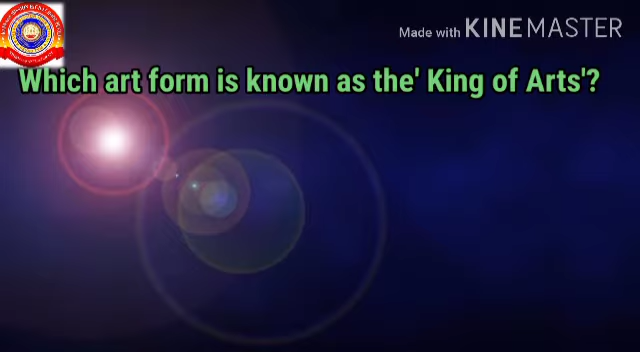 Made with KINEMASTER
Which art form is known as the' King of Arts'?